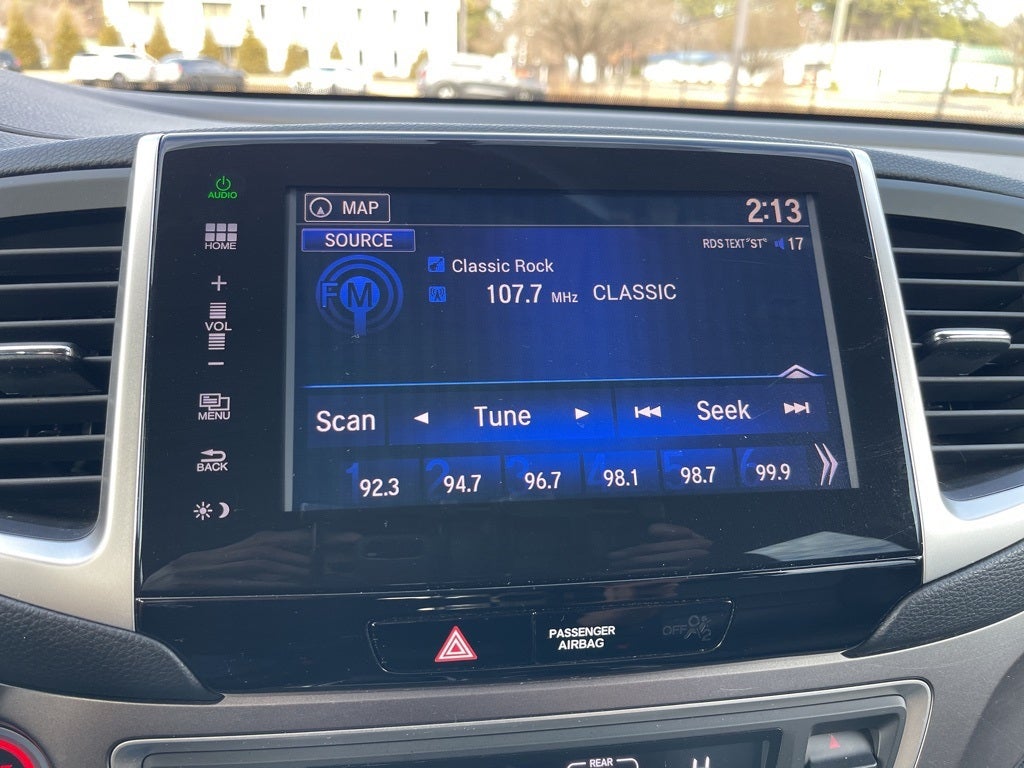 AUDIO
HOME
+
VOL
−
MENU
BACK
MAP
2:13
SOURCE
RDS TEXT "ST" 17
FM
Classic Rock
107.7 MHz CLASSIC
Scan Tune Seek
1 92.3 2 94.7 3 96.7 4 98.1 5 98.7 6 99.9
PASSENGER
AIRBAG
OFF 2
REAR